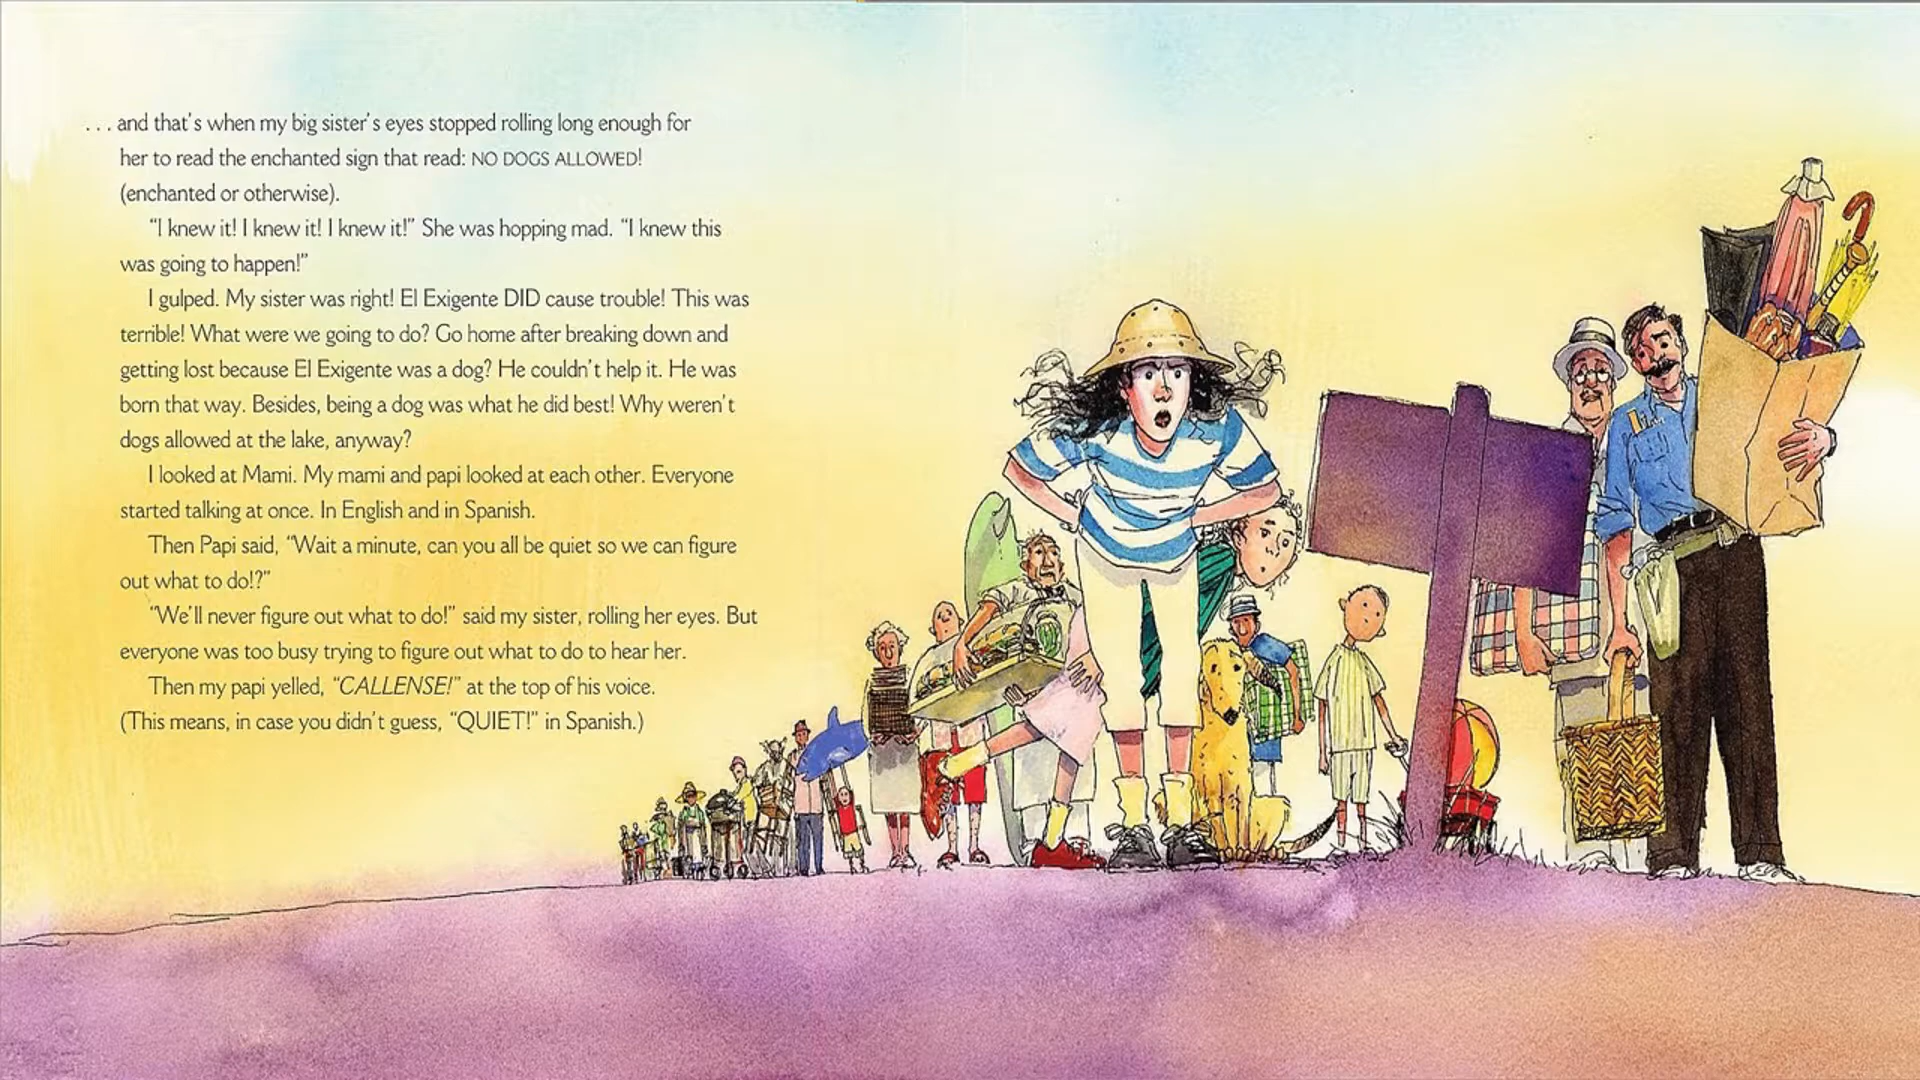 ... and that's when my big sister's eyes stopped rolling long enough for
her to read the enchanted sign that read: NO DOGS ALLOWED!
(enchanted or otherwise).
"I knew it! I knew it! I knew it!" She was hopping mad. "I knew this
was going to happen!"
I gulped. My sister was right! El Exigente DID cause trouble! This was
terrible! What were we going to do? Go home after breaking down and
getting lost because El Exigente was a dog? He couldn't help it. He was
born that way. Besides, being a dog was what he did best! Why weren't
dogs allowed at the lake, anyway?
I looked at Mami. My mami and papi looked at each other. Everyone
started talking at once. In English and in Spanish.
Then Papi said, "Wait a minute, can you all be quiet so we can figure
out what to do!?"
"We'll never figure out what to do!" said my sister, rolling her eyes. But
everyone was too busy trying to figure out what to do to hear her.
Then my papi yelled, "CALLENSE!" at the top of his voice.
(This means, in case you didn't guess, "QUIET!" in Spanish.)